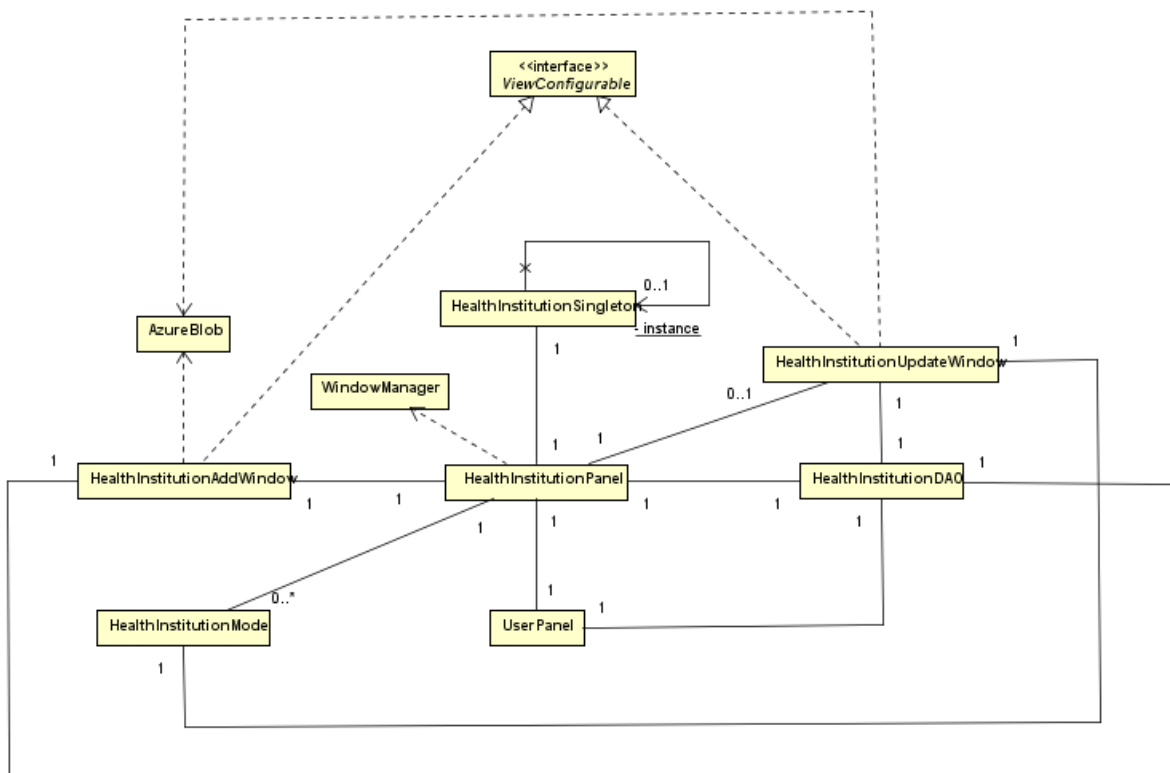 <<interface>>
ViewConfigurable
0..1
HealthInstitutionSingleton
- instance
AzureBlob
1
1
HealthInstitutionUpdateWindow
WindowManager
0..1
1
1
1
1
1
1
HealthInstitutionAddWindow
HealthInstitutionPanel
HealthInstitutionDAO
1
1
1
1
1
1
1
1
0..*
1
1
HealthInstitutionMode
UserPanel
1